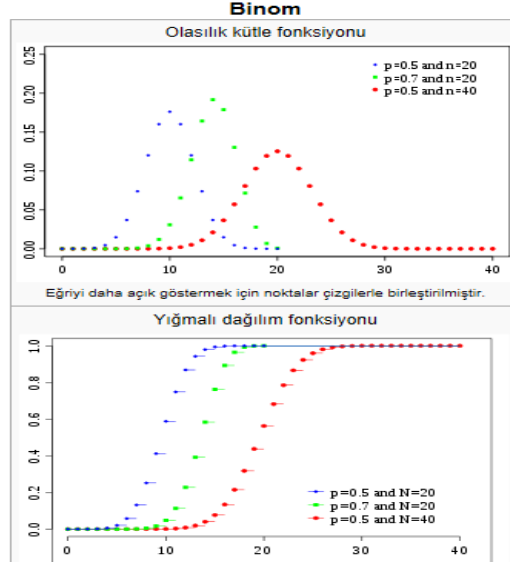 Binom
Olasılık kütle fonksiyonu
0.25
0.20
0.15
0.10
0.05
0.00
p=0.5 and n=20
p=0.7 and n=20
p=0.5 and n=40
0 10 20 30 40
Eğriyi daha açık göstermek için noktalar çizgilerle birleştirilmiştir.
Yığmalı dağılım fonksiyonu
1.0
0.8
0.6
0.4
0.2
0.0
p=0.5 and N=20
p=0.7 and N=20
p=0.5 and N=40
0 10 20 30 40